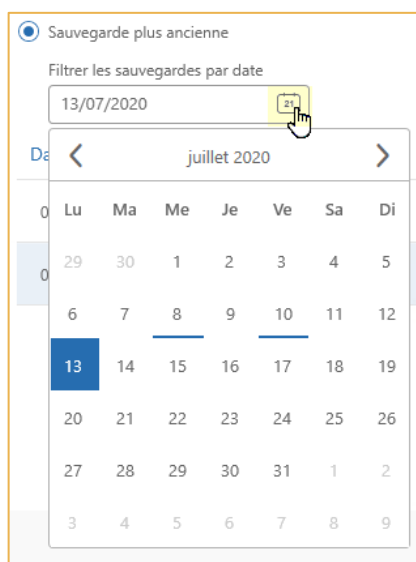 Sauvegarde plus ancienne
Filtrer les sauvegardes par date
13/07/2020 21
Da
juillet 2020
0
Lu Ma Me Je Ve Sa Di
29 30 1 2 3 4 5
0
6 7 8 9 10 11 12
13 14 15 16 17 18 19
20 21 22 23 24 25 26
27 28 29 30 31 1 2
3 4 5 6 7 8 9